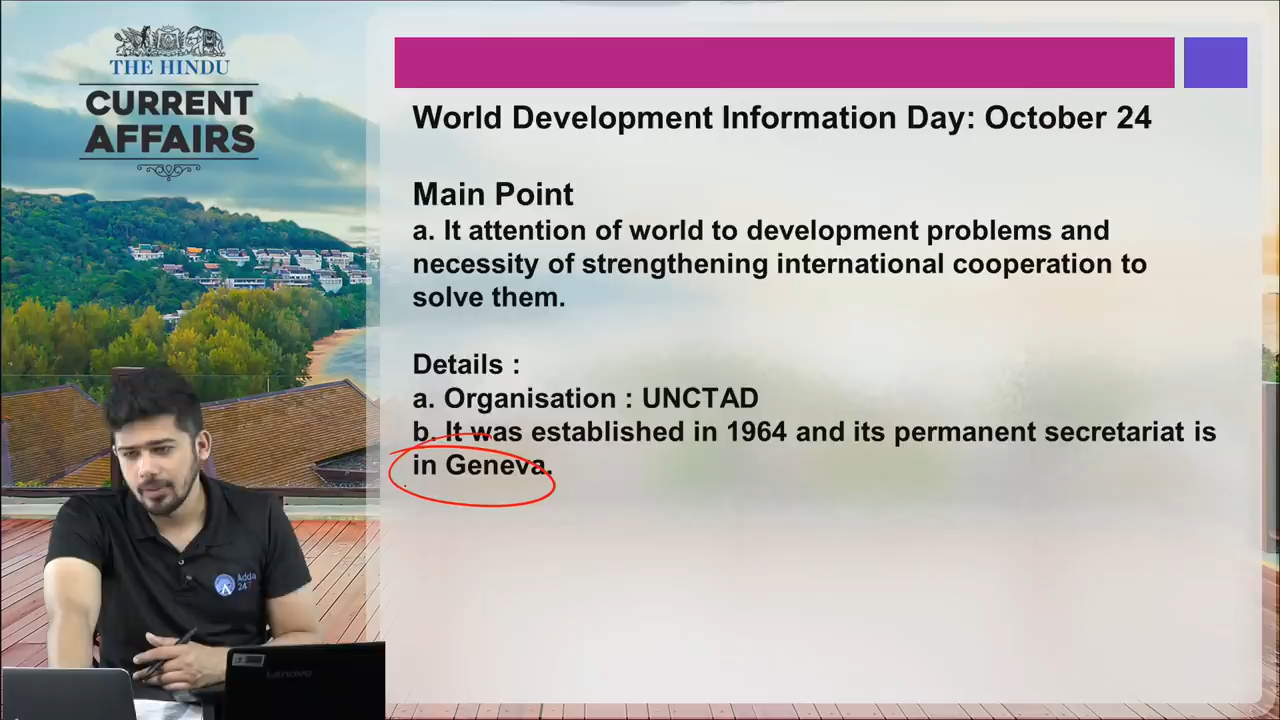 THE HINDU
CURRENT
AFFAIRS
World Development Information Day: October 24
Main Point
a. It attention of world to development problems and
necessity of strengthening international cooperation to
solve them.
Details :
a. Organisation : UNCTAD
b. It was established in 1964 and its permanent secretariat is
in Geneva.
Adda
24
Lenovo